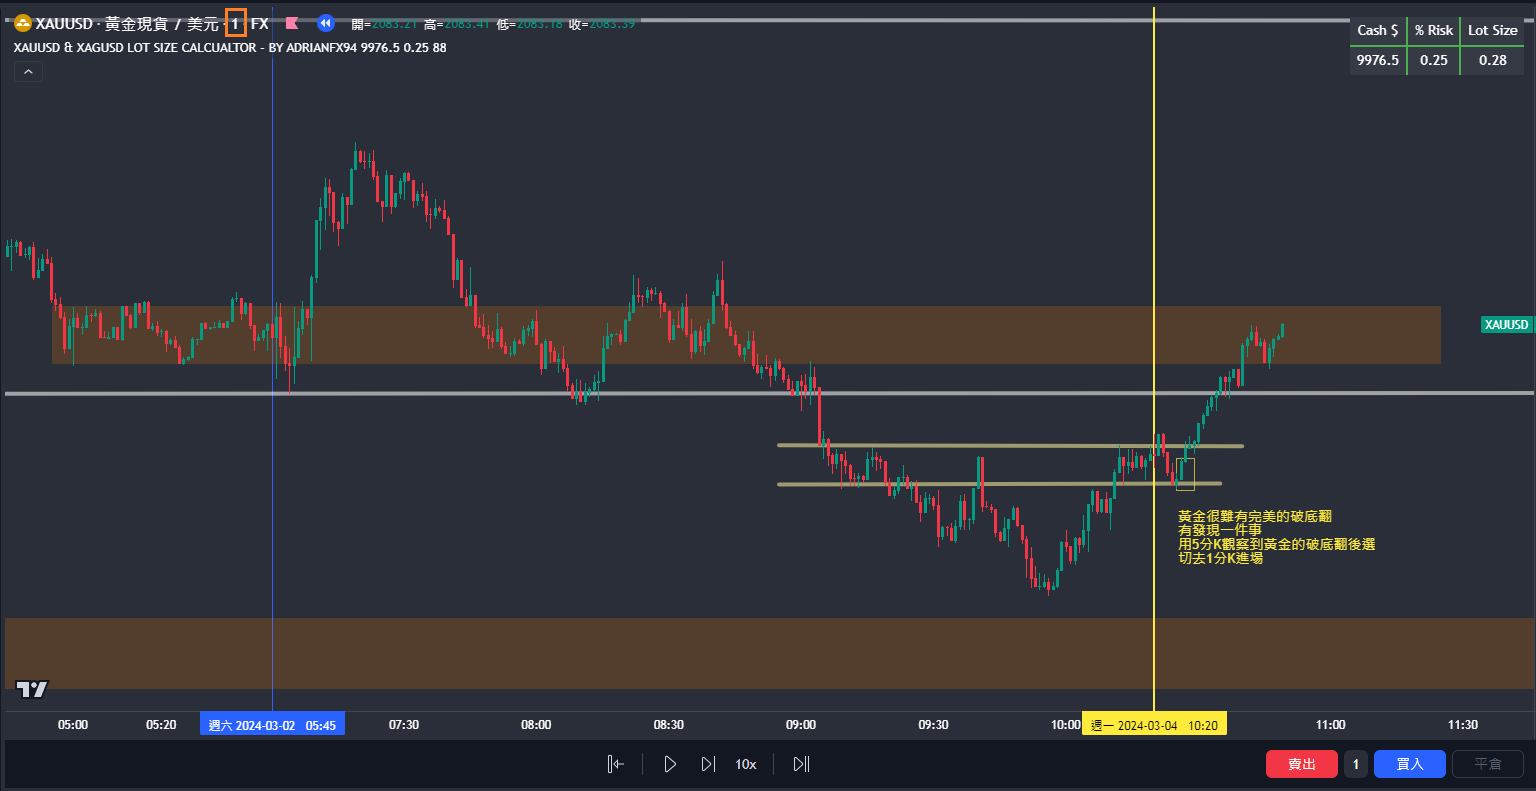 XAUUSD · 黃金現貨 / 美元 · 1 · FX 開=2083.21 高=2083.41 低=2083.18 收=2083.39
XAUUSD & XAGUSD LOT SIZE CALCUALTOR - BY ADRIANFX94 9976.5 0.25 88
Cash $ % Risk Lot Size
9976.5 0.25 0.28
XAUUSD
黃金很難有完美的破底翻
有發現一件事
用5分K觀察到黃金的破底翻後選
切去1分K進場
05:00 05:20 週六 2024-03-02 05:45 07:30 08:00 08:30 09:00 09:30 10:00 週一 2024-03-04 10:20 11:00 11:30
10x 賣出 1 買入 平倉